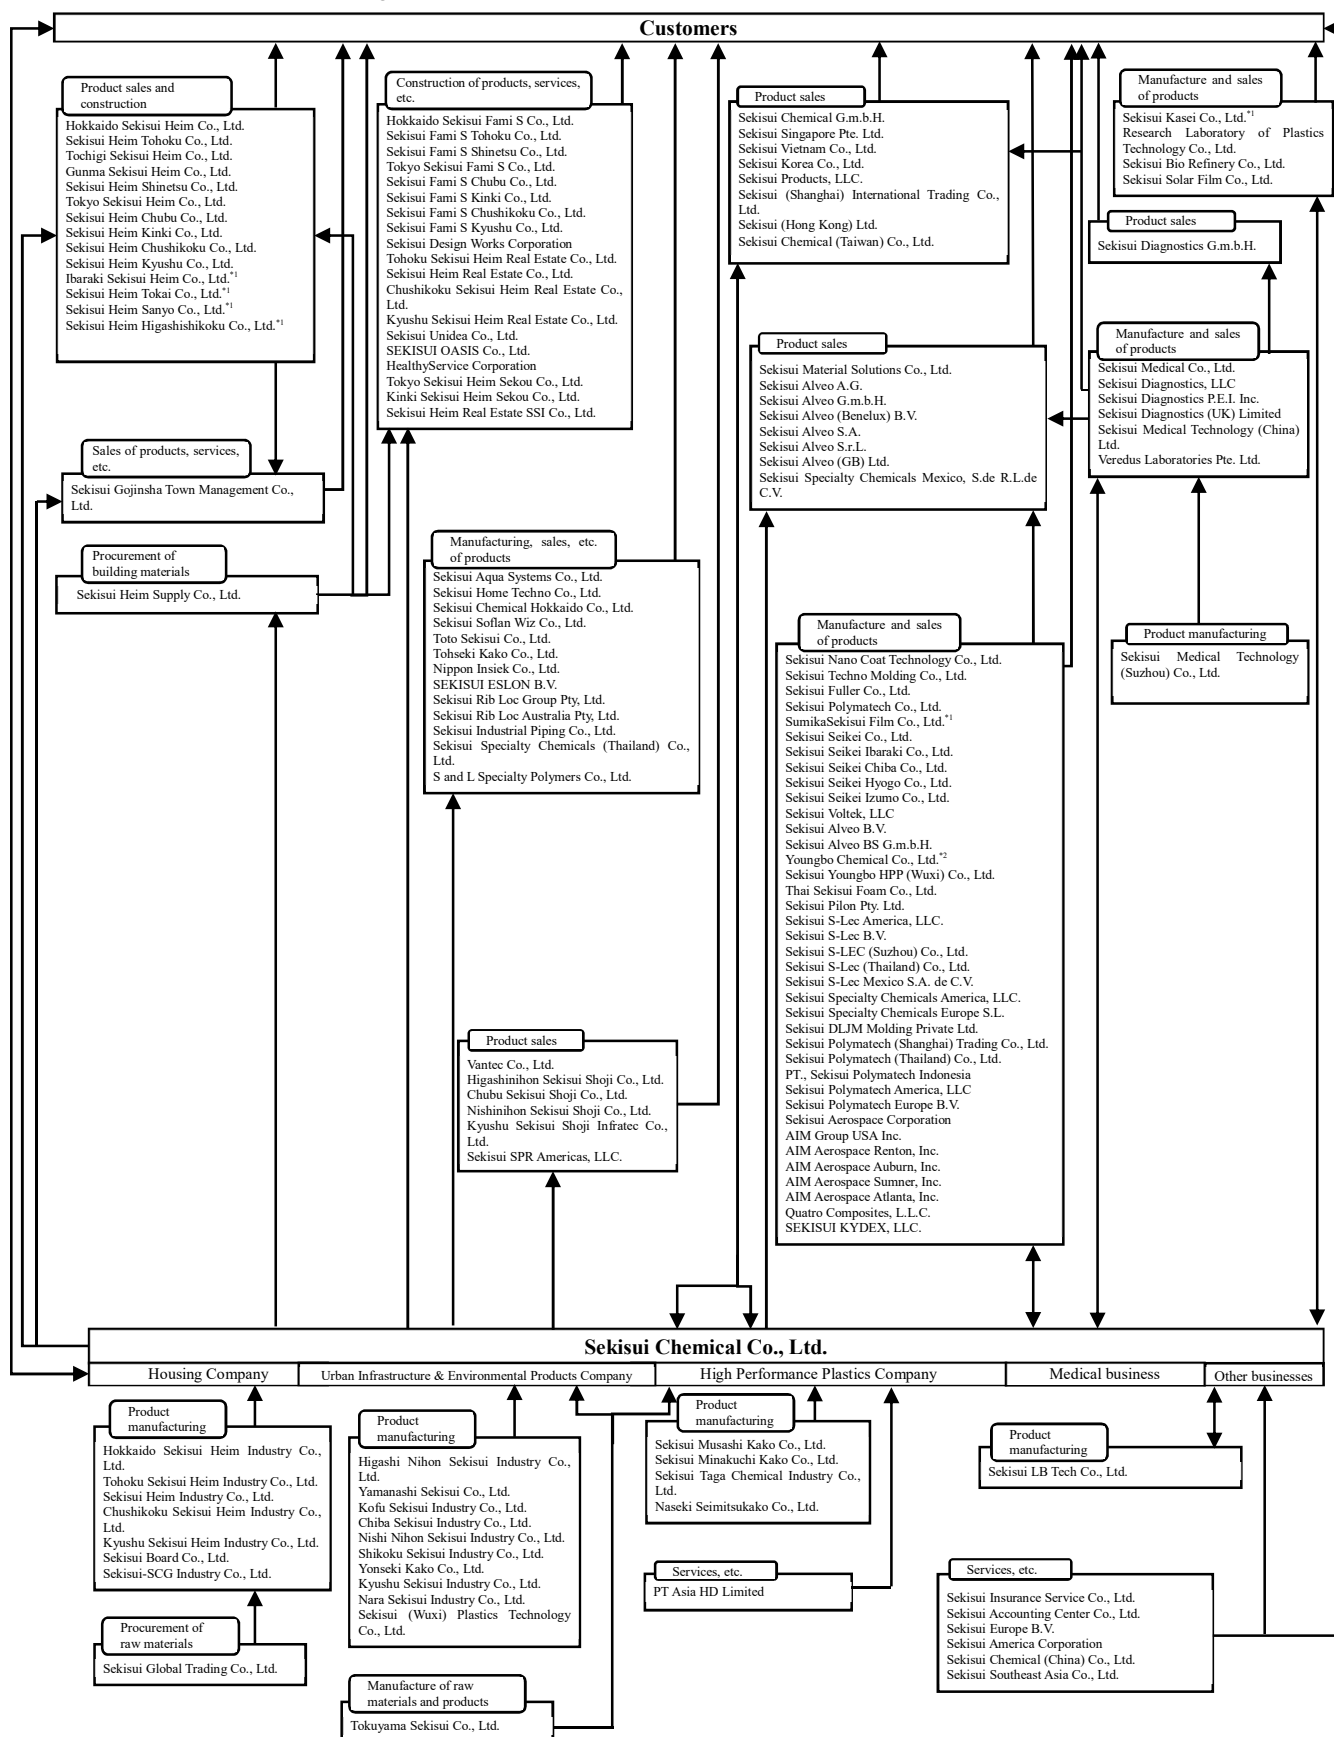 Customers
Product sales and
construction
Hokkaido Sekisui Heim Co., Ltd.
Sekisui Heim Tohoku Co., Ltd.
Tochigi Sekisui Heim Co., Ltd.
Gunma Sekisui Heim Co., Ltd.
Sekisui Heim Shinetsu Co., Ltd.
Tokyo Sekisui Heim Co., Ltd.
Sekisui Heim Chubu Co., Ltd.
Sekisui Heim Kinki Co., Ltd.
Sekisui Heim Chushikoku Co., Ltd.
Sekisui Heim Kyushu Co., Ltd.
Ibaraki Sekisui Heim Co., Ltd.*1
Sekisui Heim Tokai Co., Ltd.*1
Sekisui Heim Sanyo Co., Ltd.*1
Sekisui Heim Higashishikoku Co., Ltd.*1
Sales of products, services,
etc.
Sekisui Gojinsha Town Management Co.,
Ltd.
Procurement of
building materials
Sekisui Heim Supply Co., Ltd.
Construction of products, services,
etc.
Hokkaido Sekisui Fami S Co., Ltd.
Sekisui Fami S Tohoku Co., Ltd.
Sekisui Fami S Shinetsu Co., Ltd.
Tokyo Sekisui Fami S Co., Ltd.
Sekisui Fami S Chubu Co., Ltd.
Sekisui Fami S Kinki Co., Ltd.
Sekisui Fami S Chushikoku Co., Ltd.
Sekisui Fami S Kyushu Co., Ltd.
Sekisui Design Works Corporation
Tohoku Sekisui Heim Real Estate Co., Ltd.
Sekisui Heim Real Estate Co., Ltd.
Chushikoku Sekisui Heim Real Estate Co.,
Ltd.
Kyushu Sekisui Heim Real Estate Co., Ltd.
Sekisui Unidea Co., Ltd.
SEKISUI OASIS Co., Ltd.
HealthyService Corporation
Tokyo Sekisui Heim Sekou Co., Ltd.
Kinki Sekisui Heim Sekou Co., Ltd.
Sekisui Heim Real Estate SSI Co., Ltd.
Manufacturing, sales, etc.
of products
Sekisui Aqua Systems Co., Ltd.
Sekisui Home Techno Co., Ltd.
Sekisui Chemical Hokkaido Co., Ltd.
Sekisui Soflan Wiz Co., Ltd.
Toto Sekisui Co., Ltd.
Tohseki Kako Co., Ltd.
Nippon Insiek Co., Ltd.
SEKISUI ESLON B.V.
Sekisui Rib Loc Group Pty, Ltd.
Sekisui Rib Loc Australia Pty, Ltd.
Sekisui Industrial Piping Co., Ltd.
Sekisui Specialty Chemicals (Thailand) Co.,
Ltd.
S and L Specialty Polymers Co., Ltd.
Product sales
Vantec Co., Ltd.
Higashinihon Sekisui Shoji Co., Ltd.
Chubu Sekisui Shoji Co., Ltd.
Nishinihon Sekisui Shoji Co., Ltd.
Kyushu Sekisui Shoji Infratec Co.,
Ltd.
Sekisui SPR Americas, LLC.
Product sales
Sekisui Chemical G.m.b.H.
Sekisui Singapore Pte. Ltd.
Sekisui Vietnam Co., Ltd.
Sekisui Korea Co., Ltd.
Sekisui Products, LLC.
Sekisui (Shanghai) International Trading Co.,
Ltd.
Sekisui (Hong Kong) Ltd.
Sekisui Chemical (Taiwan) Co., Ltd.
Product sales
Sekisui Material Solutions Co., Ltd.
Sekisui Alveo A.G.
Sekisui Alveo G.m.b.H.
Sekisui Alveo (Benelux) B.V.
Sekisui Alveo S.A.
Sekisui Alveo S.r.L.
Sekisui Alveo (GB) Ltd.
Sekisui Specialty Chemicals Mexico, S.de R.L.de
C.V.
Manufacture and sales
of products
Sekisui Nano Coat Technology Co., Ltd.
Sekisui Techno Molding Co., Ltd.
Sekisui Fuller Co., Ltd.
Sekisui Polymatech Co., Ltd.
SumikaSekisui Film Co., Ltd.*1
Sekisui Seikei Co., Ltd.
Sekisui Seikei Ibaraki Co., Ltd.
Sekisui Seikei Chiba Co., Ltd.
Sekisui Seikei Hyogo Co., Ltd.
Sekisui Seikei Izumo Co., Ltd.
Sekisui Voltek, LLC
Sekisui Alveo B.V.
Sekisui Alveo BS G.m.b.H.
Youngbo Chemical Co., Ltd.*2
Sekisui Youngbo HPP (Wuxi) Co., Ltd.
Thai Sekisui Foam Co., Ltd.
Sekisui Pilon Pty. Ltd.
Sekisui S-Lec America, LLC.
Sekisui S-Lec B.V.
Sekisui S-LEC (Suzhou) Co., Ltd.
Sekisui S-Lec (Thailand) Co., Ltd.
Sekisui S-Lec Mexico S.A. de C.V.
Sekisui Specialty Chemicals America, LLC.
Sekisui Specialty Chemicals Europe S.L.
Sekisui DLJM Molding Private Ltd.
Sekisui Polymatech (Shanghai) Trading Co., Ltd.
Sekisui Polymatech (Thailand) Co., Ltd.
PT., Sekisui Polymatech Indonesia
Sekisui Polymatech America, LLC
Sekisui Polymatech Europe B.V.
Sekisui Aerospace Corporation
AIM Group USA Inc.
AIM Aerospace Renton, Inc.
AIM Aerospace Auburn, Inc.
AIM Aerospace Sumner, Inc.
AIM Aerospace Atlanta, Inc.
Quatro Composites, L.L.C.
SEKISUI KYDEX, LLC.
Manufacture and sales
of products
Sekisui Kasei Co., Ltd.*1
Research Laboratory of Plastics
Technology Co., Ltd.
Sekisui Bio Refinery Co., Ltd.
Sekisui Solar Film Co., Ltd.
Product sales
Sekisui Diagnostics G.m.b.H.
Manufacture and sales
of products
Sekisui Medical Co., Ltd.
Sekisui Diagnostics, LLC
Sekisui Diagnostics P.E.I. Inc.
Sekisui Diagnostics (UK) Limited
Sekisui Medical Technology (China)
Ltd.
Veredus Laboratories Pte. Ltd.
Product manufacturing
Sekisui Medical Technology
(Suzhou) Co., Ltd.
Sekisui Chemical Co., Ltd.
Housing Company
Urban Infrastructure & Environmental Products Company
High Performance Plastics Company
Medical business
Other businesses
Product
manufacturing
Hokkaido Sekisui Heim Industry Co.,
Ltd.
Tohoku Sekisui Heim Industry Co., Ltd.
Sekisui Heim Industry Co., Ltd.
Chushikoku Sekisui Heim Industry Co.,
Ltd.
Kyushu Sekisui Heim Industry Co., Ltd.
Sekisui Board Co., Ltd.
Sekisui-SCG Industry Co., Ltd.
Procurement of
raw materials
Sekisui Global Trading Co., Ltd.
Product
manufacturing
Higashi Nihon Sekisui Industry Co.,
Ltd.
Yamanashi Sekisui Co., Ltd.
Kofu Sekisui Industry Co., Ltd.
Chiba Sekisui Industry Co., Ltd.
Nishi Nihon Sekisui Industry Co., Ltd.
Shikoku Sekisui Industry Co., Ltd.
Yonseki Kako Co., Ltd.
Kyushu Sekisui Industry Co., Ltd.
Nara Sekisui Industry Co., Ltd.
Sekisui (Wuxi) Plastics Technology
Co., Ltd.
Manufacture of raw
materials and products
Tokuyama Sekisui Co., Ltd.
Product
manufacturing
Sekisui Musashi Kako Co., Ltd.
Sekisui Minakuchi Kako Co., Ltd.
Sekisui Taga Chemical Industry Co.,
Ltd.
Naseki Seimitsukako Co., Ltd.
Services, etc.
PT Asia HD Limited
Product
manufacturing
Sekisui LB Tech Co., Ltd.
Services, etc.
Sekisui Insurance Service Co., Ltd.
Sekisui Accounting Center Co., Ltd.
Sekisui Europe B.V.
Sekisui America Corporation
Sekisui Chemical (China) Co., Ltd.
Sekisui Southeast Asia Co., Ltd.